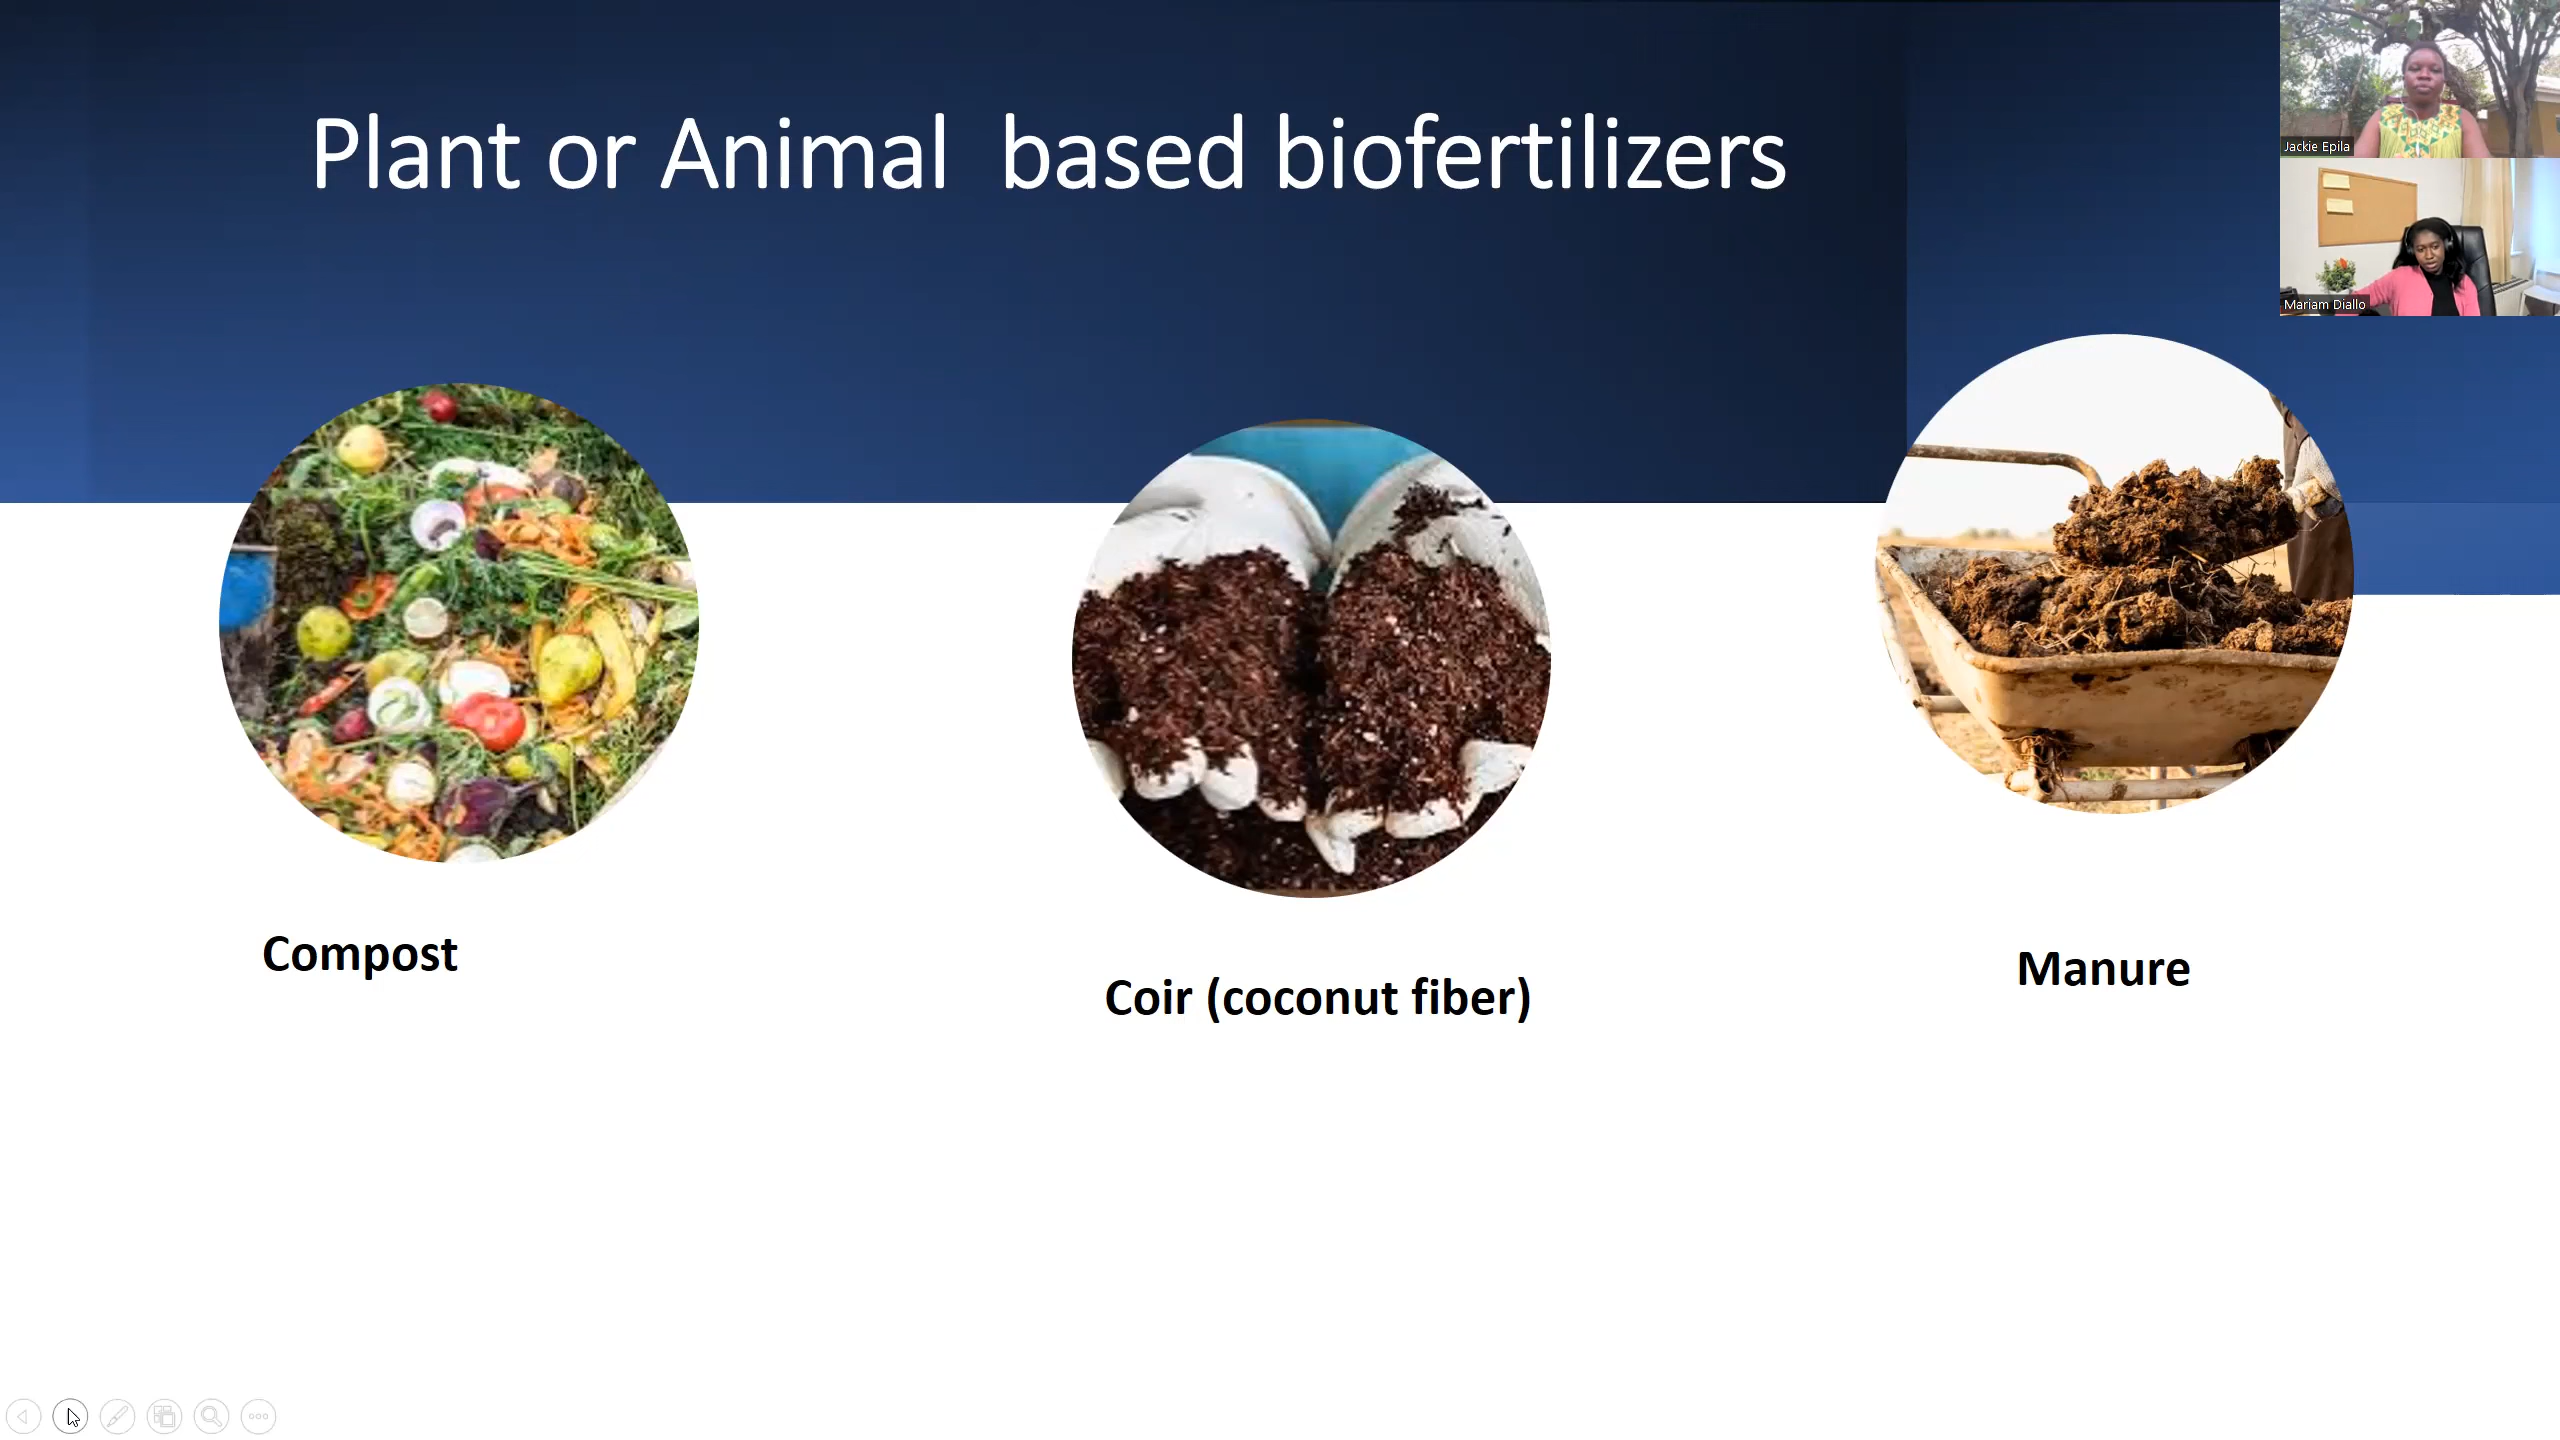 Plant or Animal  based biofertilizers
Jackie Epila
Mariam Diallo
Compost
Coir (coconut fiber)
Manure